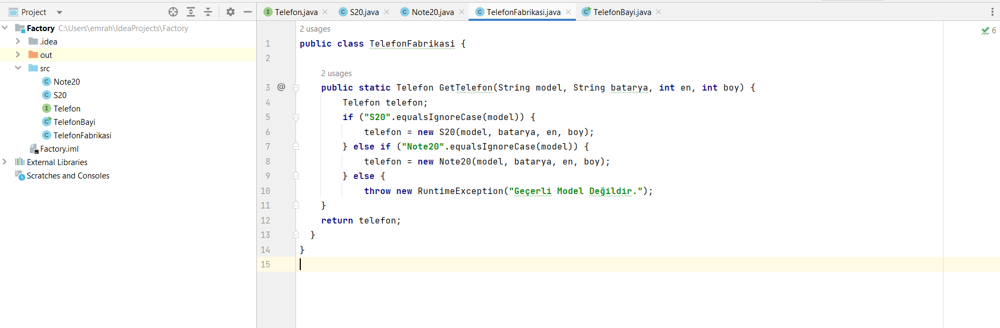 Project
Telefon.java
S20.java
Note20.java
TelefonFabrikasi.java
TelefonBayi.java
Factory C:\Users\emrah\IdeaProjects\Factory
.idea
out
src
Note20
S20
Telefon
TelefonBayi
TelefonFabrikasi
Factory.iml
External Libraries
Scratches and Consoles
2 usages
6
1 public class TelefonFabrikasi {
2
2 usages
3 @ public static Telefon GetTelefon(String model, String batarya, int en, int boy) {
4 Telefon telefon;
5 if ("S20".equalsIgnoreCase(model)) {
6 telefon = new S20(model, batarya, en, boy);
7 } else if ("Note20".equalsIgnoreCase(model)) {
8 telefon = new Note20(model, batarya, en, boy);
9 } else {
10 throw new RuntimeException("Geçerli Model Değildir.");
11 }
12 return telefon;
13 }
14 }
15